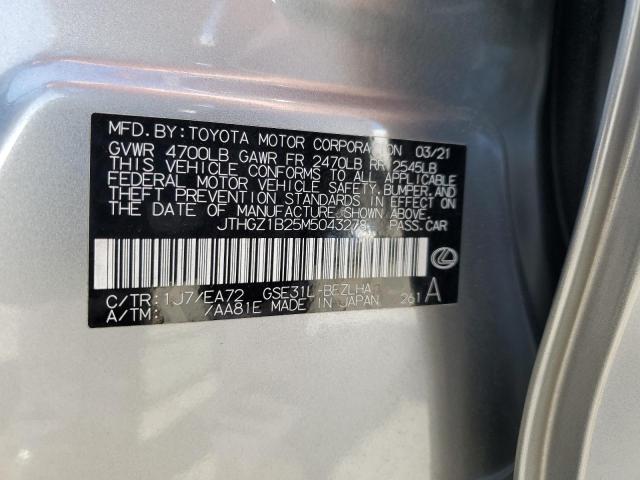 MFD. BY: TOYOTA MOTOR CORPORATION 03/21
GVWR 4700LB GAWR FR 2470LB RR 2545LB
THIS VEHICLE CONFORMS TO ALL APPLICABLE
FEDERAL MOTOR VEHICLE SAFETY, BUMPER, AND
THEFT PREVENTION STANDARDS IN EFFECT ON
THE DATE OF MANUFACTURE SHOWN ABOVE.
JTHGZ1B25M5043278 PASS. CAR
C/TR: 1J7/EA72 GSE31L-BEZLHA 261 A
A/TM: /AA81E MADE IN JAPAN